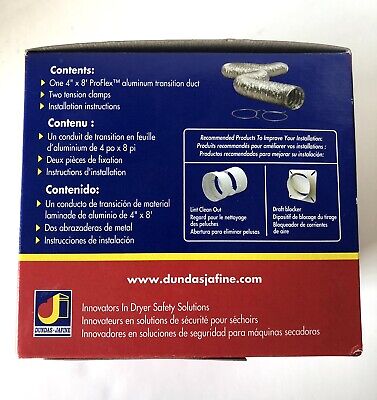 Contents:
• One 4" x 8' ProFlex™ aluminum transition duct
• Two tension clamps
• Installation instructions
Contenu :
• Un conduit de transition en feuille
d'aluminium de 4 po x 8 pi
• Deux pièces de fixation
• Instructions d'installation
Contenido:
• Un conducto de transición de material
laminado de aluminio de 4" x 8'
• Dos abrazaderas de metal
• Instrucciones de instalación
Recommended Products To Improve Your Installation:
Produits recommendés pour améliorer vos installations :
Productos recomendados para mejorar su instalación:
Lint Clean Out
Regard pour le nettoyage
des peluches
Abertura para eliminar pelusas
Draft blocker
Dipositif de blocage du tirage
Bloqueador de corrientes
de aire
www.dundasjafine.com
DUNDAS-JAFINE
Innovators In Dryer Safety Solutions
Innovateurs en solutions de sécurité pour séchoirs
Innovadores en soluciones de seguridad para máquinas secadoras